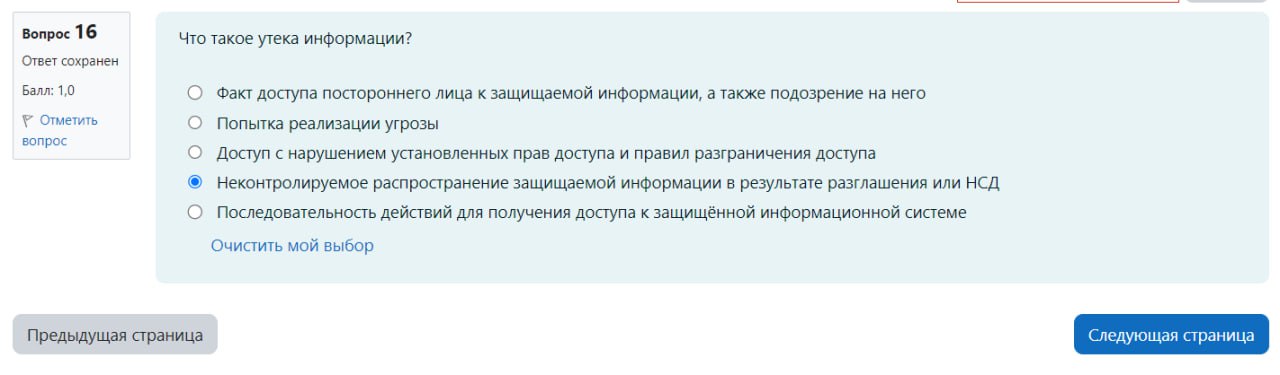 Вопрос 16
Ответ сохранен
Балл: 1,0
Отметить
вопрос
Что такое утека информации?
Факт доступа постороннего лица к защищаемой информации, а также подозрение на него
Попытка реализации угрозы
Доступ с нарушением установленных прав доступа и правил разграничения доступа
Неконтролируемое распространение защищаемой информации в результате разглашения или НСД
Последовательность действий для получения доступа к защищённой информационной системе
Очистить мой выбор
Предыдущая страница
Следующая страница